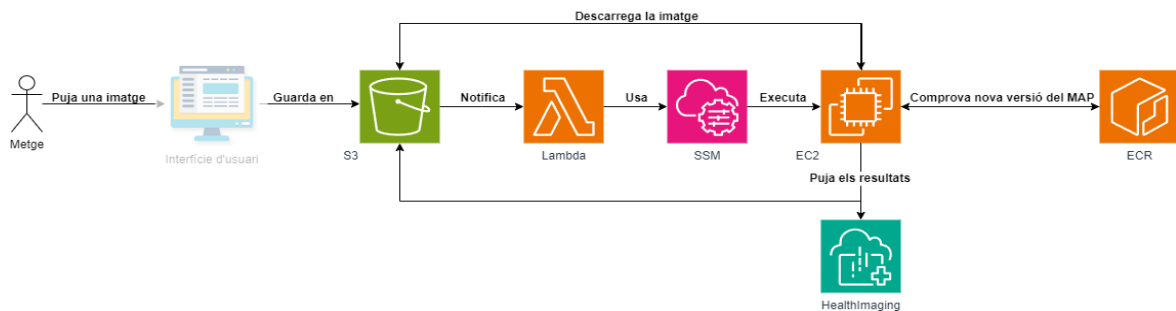 Descarrega la imatge
Puja una imatge
Guarda en
Notifica
Usa
Executa
Comprova nova versió del MAP
Metge
Interfície d'usuari
S3
Lambda
SSM
EC2
ECR
Puja els resultats
HealthImaging